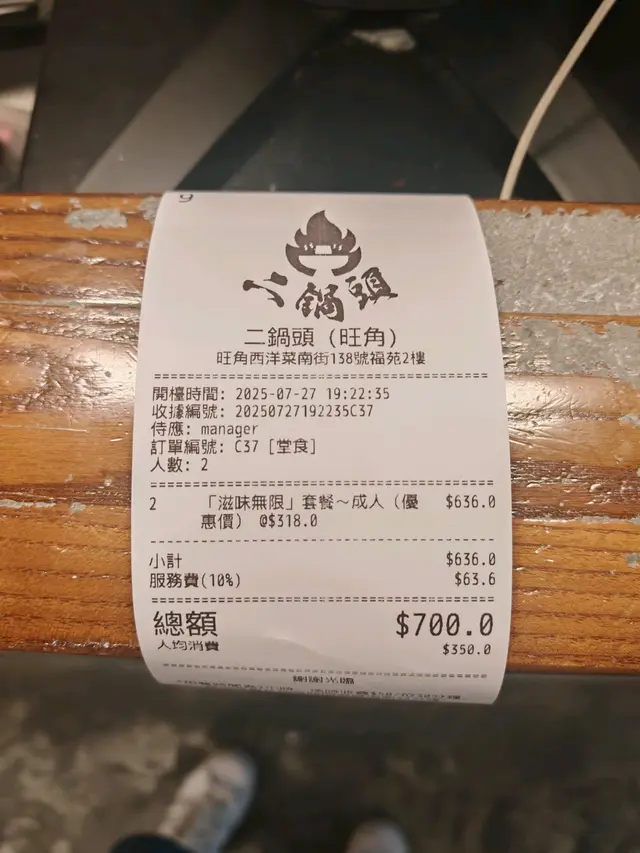 二鍋頭
二鍋頭 (旺角)
旺角西洋菜南街138號福苑2樓
開檯時間: 2025-07-27 19:22:35
收據編號: 20250727192235C37
侍應: manager
訂單編號: C37 [堂食]
人數: 2
2 「滋味無限」套餐～成人（優 $636.0
惠價） @$318.0
小計 $636.0
服務費(10%) $63.6
總額 $700.0
人均消費 $350.0